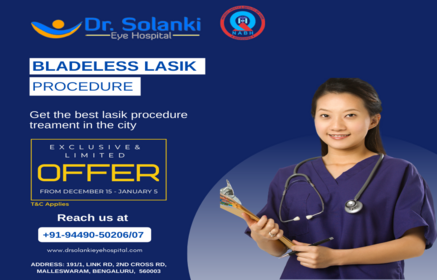 Dr. Solanki
Eye Hospital
BLADELESS LASIK
PROCEDURE
Get the best lasik procedure
treament in the city
EXCLUSIVE &
LIMITED
OFFER
FROM DECEMBER 15 - JANUARY 5
T&C Applies
Reach us at
+91-94490-50206/07
www.drsolankieyehospital.com
ADDRESS: 191/1, LINK RD, 2ND CROSS RD,
MALLESWARAM, BENGALURU, 560003